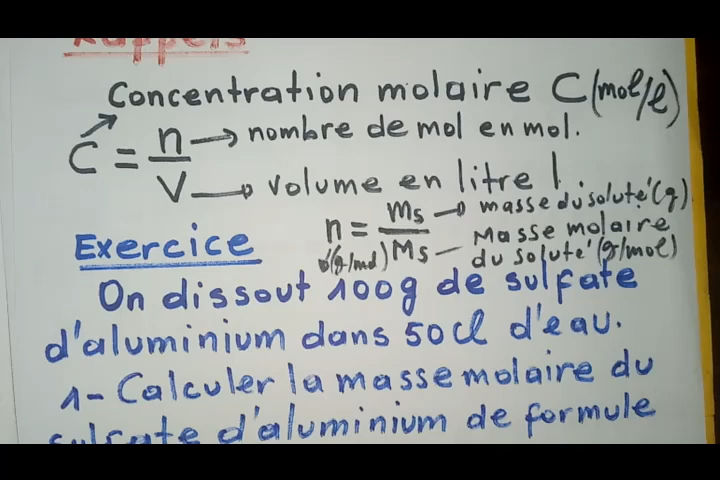 Rappels
Concentration molaire C (mol/l)
C = n/V → nombre de mol en mol.
→ volume en litre l
n = ms/Ms → masse du soluté (g)
Masse molaire
du soluté (g/mol)
Exercice
On dissout 100g de sulfate
d'aluminium dans 50cl d'eau.
1- Calculer la masse molaire du
sulfate d'aluminium de formule